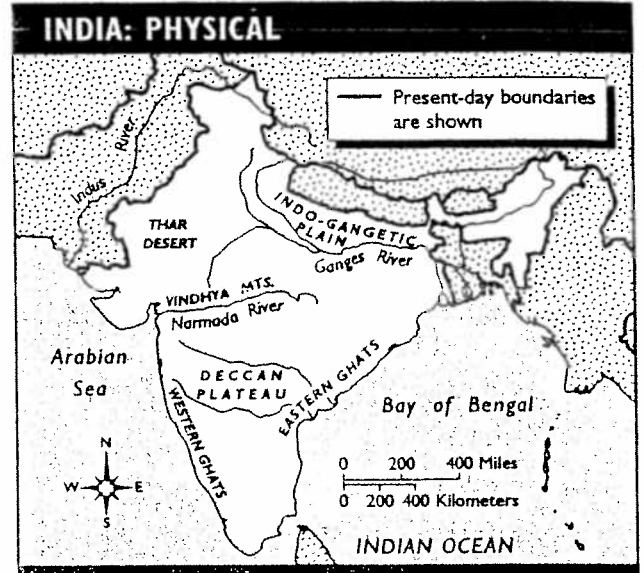 INDIA: PHYSICAL
Present-day boundaries
are shown
Indus River
THAR
DESERT
INDO-GANGETIC
PLAIN
Ganges River
VINDHYA MTS.
Narmada River
Arabian
Sea
DECCAN
PLATEAU
WESTERN GHATS
EASTERN GHATS
Bay of Bengal
N
W E
S
0 200 400 Miles
0 200 400 Kilometers
INDIAN OCEAN